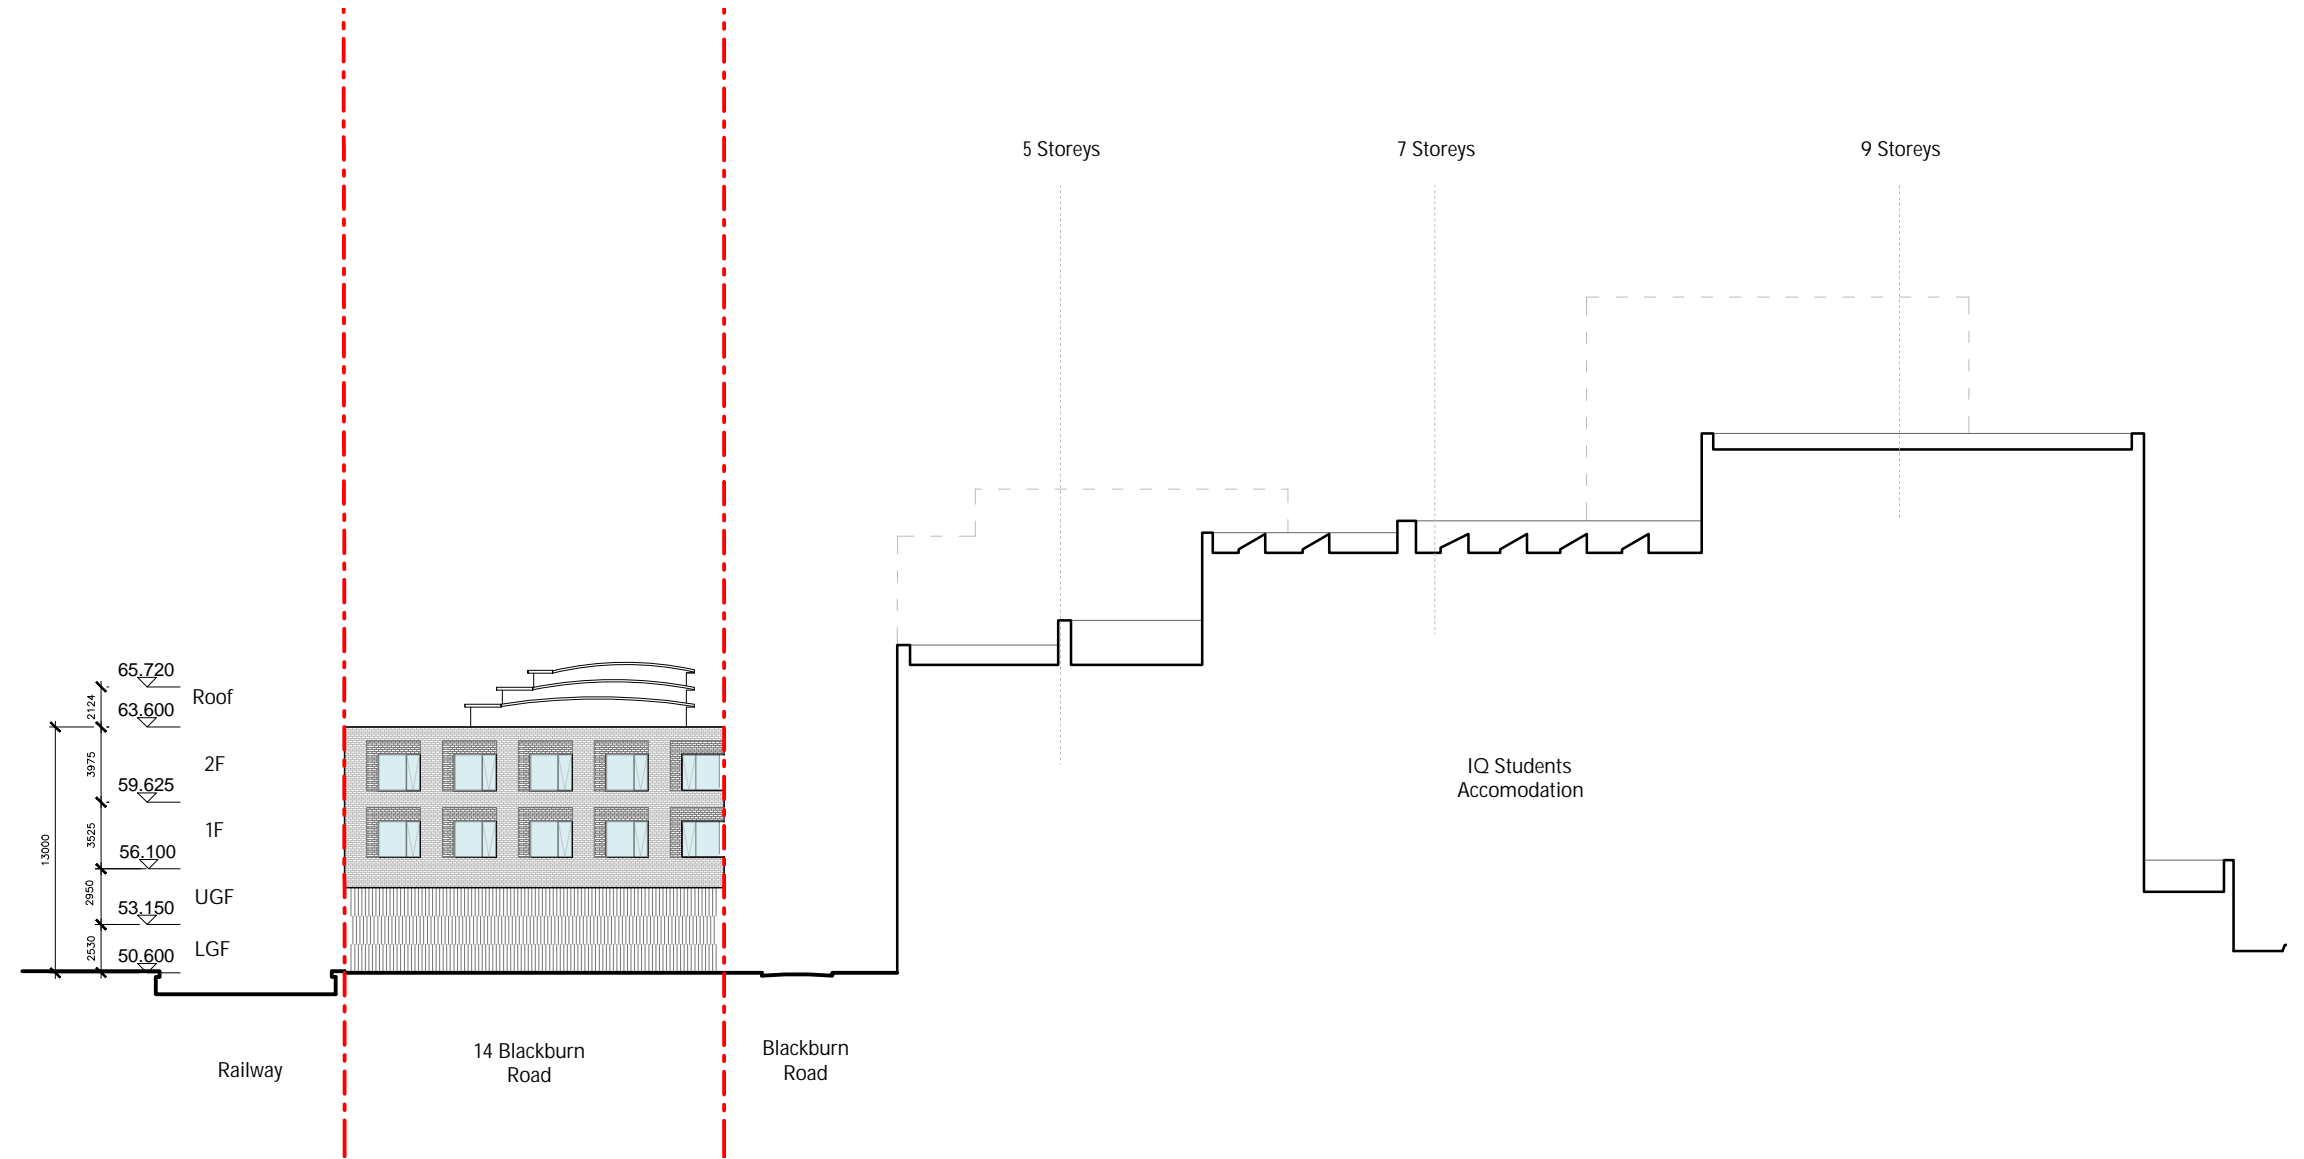 5 Storeys
7 Storeys
9 Storeys
65.720
Roof
2124
63.600
3975
2F
59.625
13000
3525
1F
56.100
2950
UGF
53.150
2530
LGF
50.600
IQ Students
Accomodation
Railway
14 Blackburn
Road
Blackburn
Road